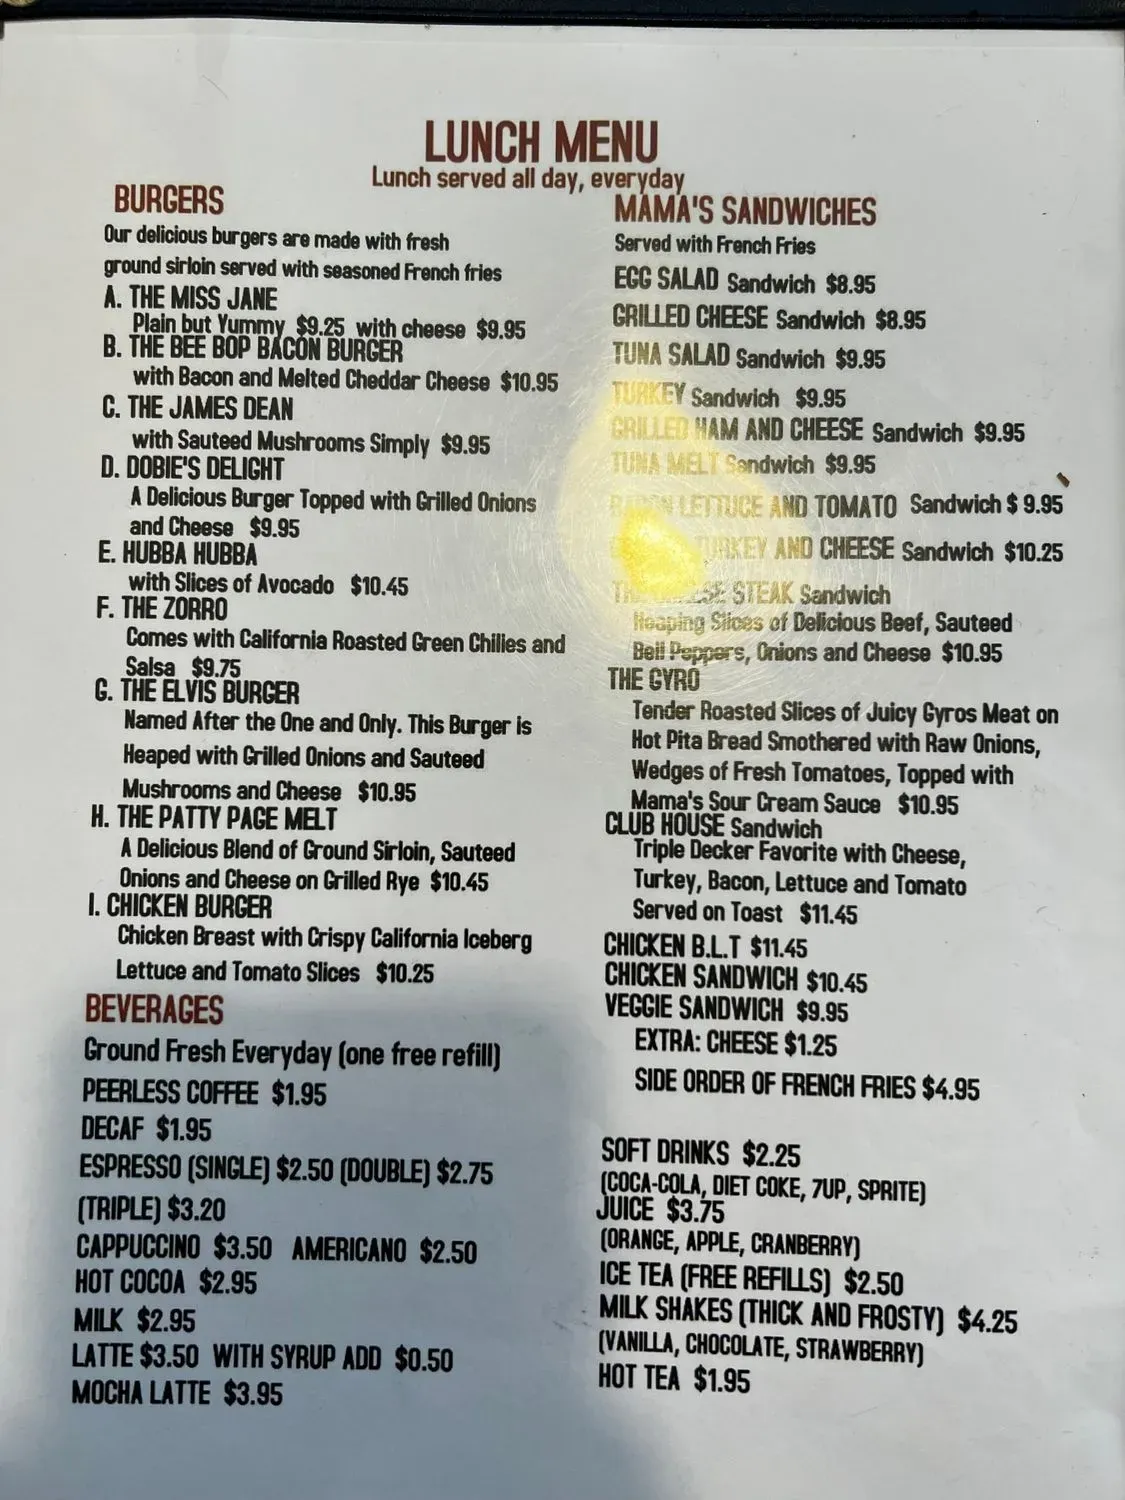 LUNCH MENU
Lunch served all day, everyday
BURGERS
Our delicious burgers are made with fresh
ground sirloin served with seasoned French fries
A. THE MISS JANE
Plain but Yummy $9.25 with cheese $9.95
B. THE BEE BOP BACON BURGER
with Bacon and Melted Cheddar Cheese $10.95
C. THE JAMES DEAN
with Sauteed Mushrooms Simply $9.95
D. DOBIE'S DELIGHT
A Delicious Burger Topped with Grilled Onions
and Cheese $9.95
E. HUBBA HUBBA
with Slices of Avocado $10.45
F. THE ZORRO
Comes with California Roasted Green Chilies and
Salsa $9.75
G. THE ELVIS BURGER
Named After the One and Only. This Burger is
Heaped with Grilled Onions and Sauteed
Mushrooms and Cheese $10.95
H. THE PATTY PAGE MELT
A Delicious Blend of Ground Sirloin, Sauteed
Onions and Cheese on Grilled Rye $10.45
I. CHICKEN BURGER
Chicken Breast with Crispy California Iceberg
Lettuce and Tomato Slices $10.25
BEVERAGES
Ground Fresh Everyday (one free refill)
PEERLESS COFFEE $1.95
DECAF $1.95
ESPRESSO (SINGLE) $2.50 (DOUBLE) $2.75
(TRIPLE) $3.20
CAPPUCCINO $3.50 AMERICANO $2.50
HOT COCOA $2.95
MILK $2.95
LATTE $3.50 WITH SYRUP ADD $0.50
MOCHA LATTE $3.95
MAMA'S SANDWICHES
Served with French Fries
EGG SALAD Sandwich $8.95
GRILLED CHEESE Sandwich $8.95
TUNA SALAD Sandwich $9.95
TURKEY Sandwich $9.95
GRILLED HAM AND CHEESE Sandwich $9.95
TUNA MELT Sandwich $9.95
BACON LETTUCE AND TOMATO Sandwich $ 9.95
TURKEY AND CHEESE Sandwich $10.25
STEAK Sandwich
Heaping Slices of Delicious Beef, Sauteed
Bell Peppers, Onions and Cheese $10.95
THE GYRO
Tender Roasted Slices of Juicy Gyros Meat on
Hot Pita Bread Smothered with Raw Onions,
Wedges of Fresh Tomatoes, Topped with
Mama's Sour Cream Sauce $10.95
CLUB HOUSE Sandwich
Triple Decker Favorite with Cheese,
Turkey, Bacon, Lettuce and Tomato
Served on Toast $11.45
CHICKEN B.L.T $11.45
CHICKEN SANDWICH $10.45
VEGGIE SANDWICH $9.95
EXTRA: CHEESE $1.25
SIDE ORDER OF FRENCH FRIES $4.95
SOFT DRINKS $2.25
(COCA-COLA, DIET COKE, 7UP, SPRITE)
JUICE $3.75
(ORANGE, APPLE, CRANBERRY)
ICE TEA (FREE REFILLS) $2.50
MILK SHAKES (THICK AND FROSTY) $4.25
(VANILLA, CHOCOLATE, STRAWBERRY)
HOT TEA $1.95